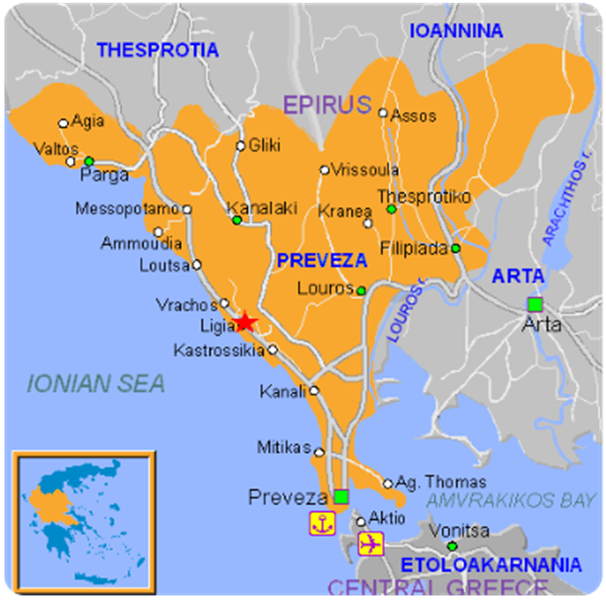 IOANNINA
THESPROTIA
EPIRUS
Assos
Agia
Gliki
Valtos
Parga
Vrissoula
Thesprotiko
Messopotamo
Kanalaki
Kranea
ARACHTHOS r.
Ammoudia
Filipiada
PREVEZA
Loutsa
ARTA
Louros
LOUROS r.
Vrachos
Ligia
Arta
Kastrossikia
IONIAN SEA
Kanali
Mitikas
Ag. Thomas
Preveza
AMVRAKIKOS BAY
Aktio
Vonitsa
ETOLOAKARNANIA
CENTRAL GREECE